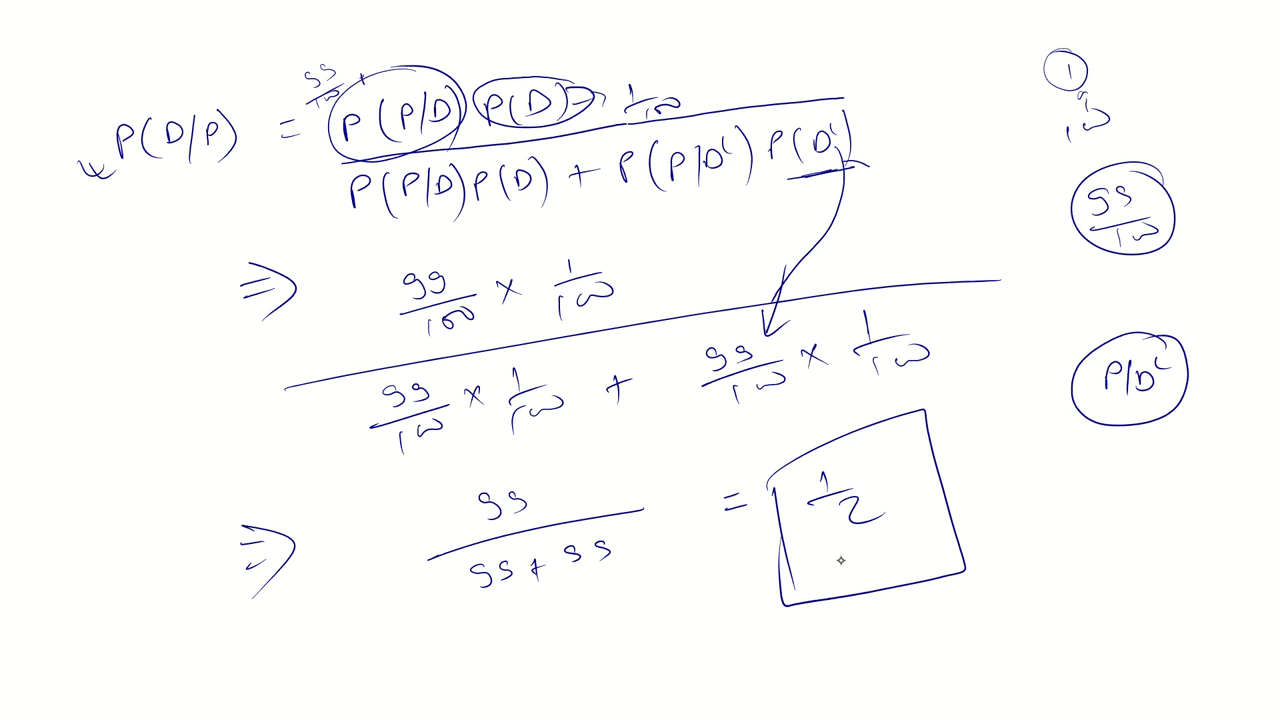 99/100
P(D/P) = P(P/D) P(D) → 1/100
P(P/D)P(D) + P(P/D') P(D')
⇒ 99/100 × 1/100
99/100 × 1/100 + 99/100 × 1/100
⇒ 99
99 + 99
= 1/2
1
100
99/100
P/D'